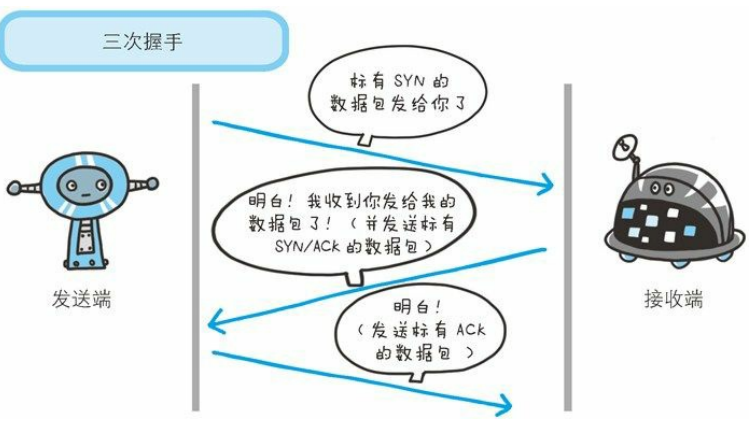 三次握手
标有 SYN 的
数据包发给你了
明白！我收到你发给我的
数据包了！（并发送标有
SYN/ACK 的数据包）
发送端
接收端
明白！
（发送标有 ACK
的数据包 ）